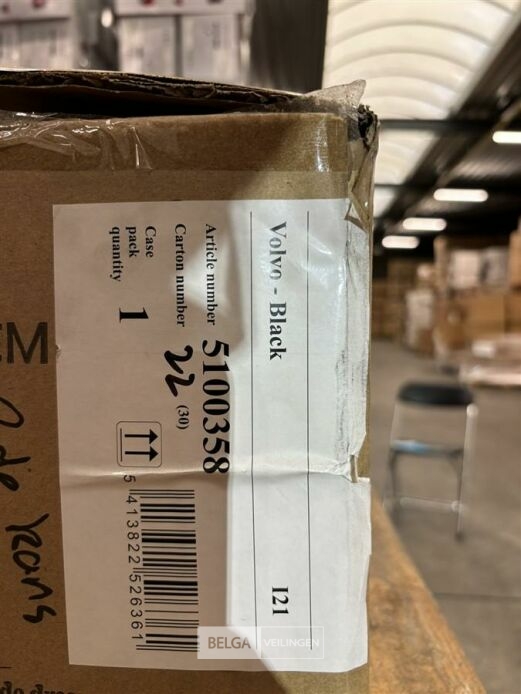 Volvo - Black I21
Article number 5100358
Carton number 22 (30)
Case
pack
quantity 1
5 413822 526361
EM
BELGA VEILINGEN